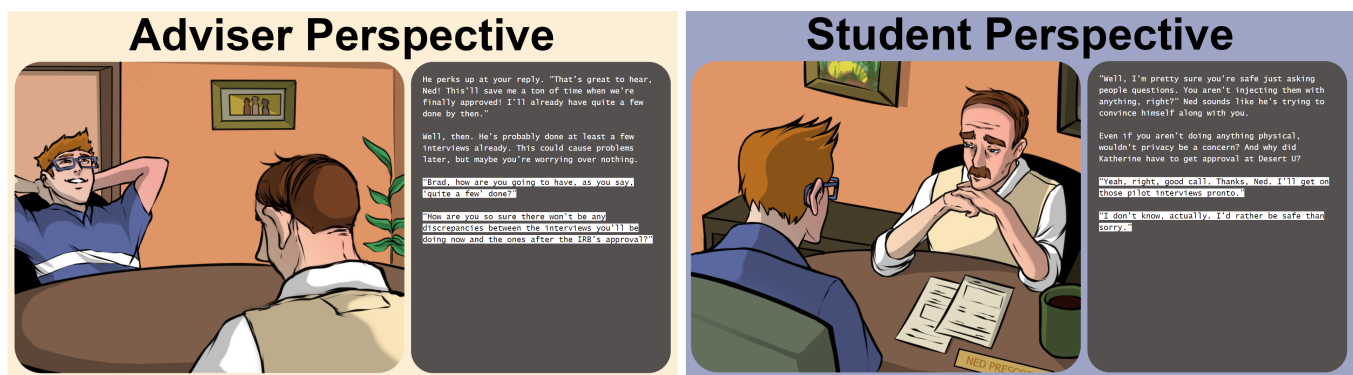 Adviser Perspective
He perks up at your reply. "That's great to hear,
Ned! This'll save me a ton of time when we're
finally approved! I'll already have quite a few
done by then."
Well, then. He's probably done at least a few
interviews already. This could cause problems
later, but maybe you're worrying over nothing.
"Brad, how are you going to have, as you say,
'quite a few' done?"
"How are you so sure there won't be any
discrepancies between the interviews you'll be
doing now and the ones after the IRB's approval?"
Student Perspective
"Well, I'm pretty sure you're safe just asking
people questions. You aren't injecting them with
anything, right?" Ned sounds like he's trying to
convince himself along with you.
Even if you aren't doing anything physical,
wouldn't privacy be a concern? And why did
Katherine have to get approval at Desert U?
"Yeah, right, good call. Thanks, Ned. I'll get on
those pilot interviews pronto."
"I don't know, actually. I'd rather be safe than
sorry."
NED